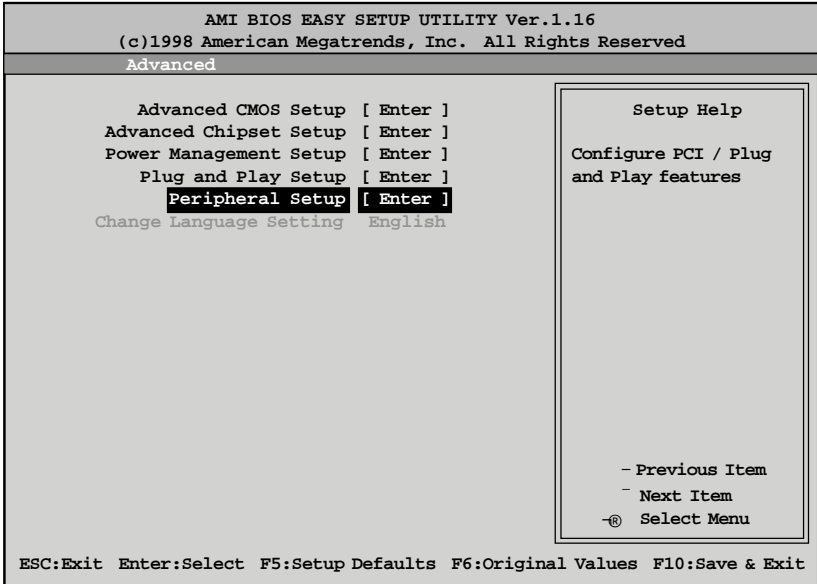 AMI BIOS EASY SETUP UTILITY Ver.1.16
(c)1998 American Megatrends, Inc. All Rights Reserved
Advanced
Advanced CMOS Setup [ Enter ]
Advanced Chipset Setup [ Enter ]
Power Management Setup [ Enter ]
Plug and Play Setup [ Enter ]
Peripheral Setup [ Enter ]
Change Language Setting English
Setup Help
Configure PCI / Plug
and Play features
- Previous Item
¯ Next Item
¬® Select Menu
ESC:Exit Enter:Select F5:Setup Defaults F6:Original Values F10:Save & Exit